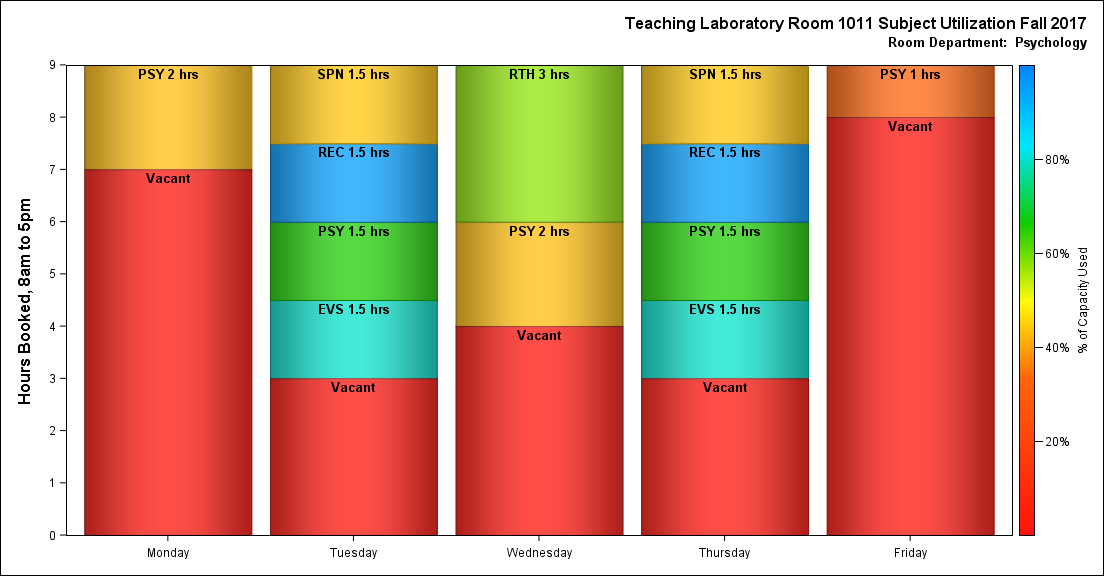 Teaching Laboratory Room 1011 Subject Utilization Fall 2017
Room Department:  Psychology
Hours Booked, 8am to 5pm
9
8
7
6
5
4
3
2
1
0
PSY 2 hrs
Vacant
Monday
SPN 1.5 hrs
REC 1.5 hrs
PSY 1.5 hrs
EVS 1.5 hrs
Vacant
Tuesday
RTH 3 hrs
PSY 2 hrs
Vacant
Wednesday
SPN 1.5 hrs
REC 1.5 hrs
PSY 1.5 hrs
EVS 1.5 hrs
Vacant
Thursday
PSY 1 hrs
Vacant
Friday
80%
60%
40%
20%
% of Capacity Used